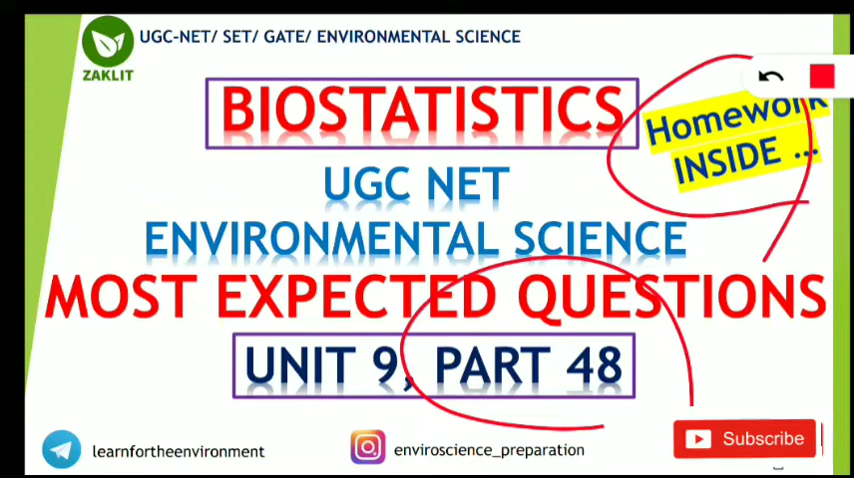 UGC-NET/ SET/ GATE/ ENVIRONMENTAL SCIENCE
ZAKLIT
BIOSTATISTICS
Homework
INSIDE ...
UGC NET
ENVIRONMENTAL SCIENCE
MOST EXPECTED QUESTIONS
UNIT 9, PART 48
learnfortheenvironment
enviroscience_preparation
Subscribe